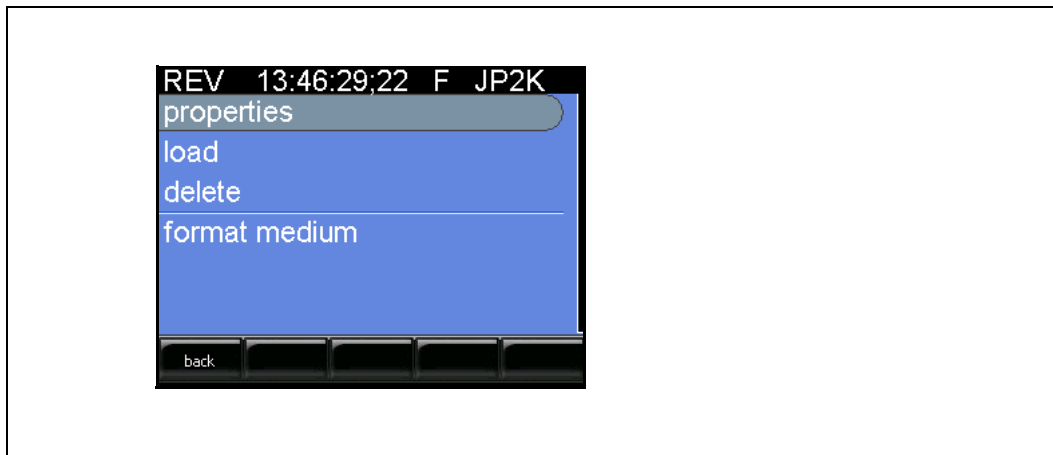 REV 13:46:29;22 F JP2K
properties
load
delete
format medium
back